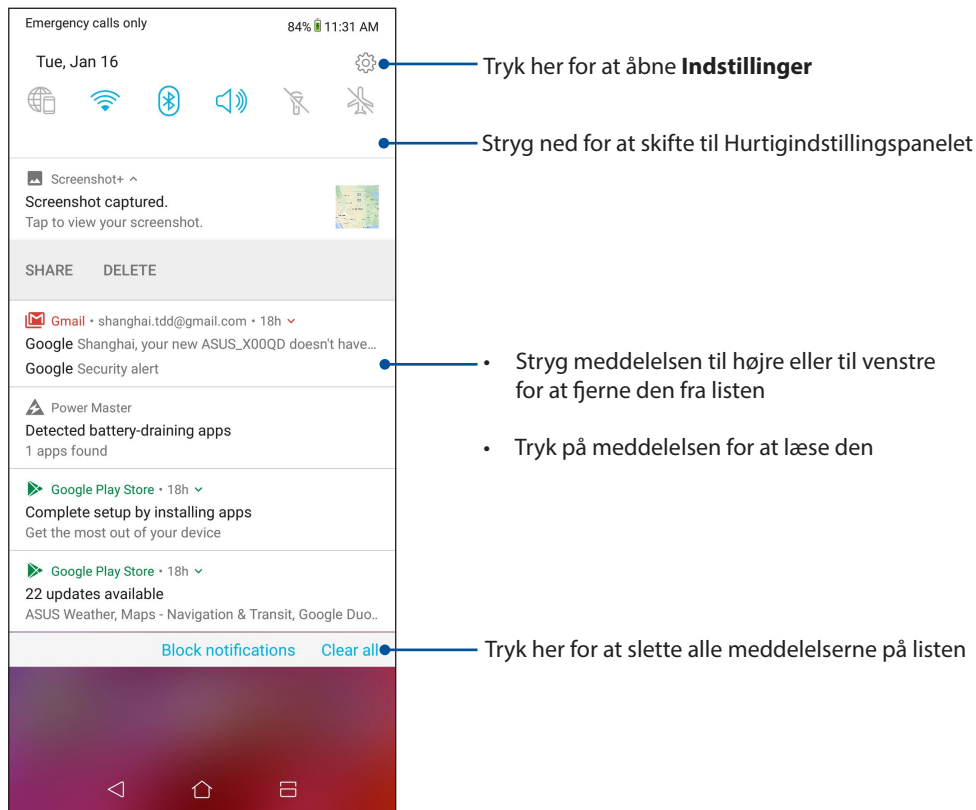 Emergency calls only 84% 11:31 AM
Tue, Jan 16
Tryk her for at åbne Indstillinger
Stryg ned for at skifte til Hurtigindstillingspanelet
Screenshot+
Screenshot captured.
Tap to view your screenshot.
SHARE DELETE
Gmail • shanghai.tdd@gmail.com • 18h
Google Shanghai, your new ASUS_X00QD doesn't have...
Google Security alert
• Stryg meddelelsen til højre eller til venstre
for at fjerne den fra listen
• Tryk på meddelelsen for at læse den
Power Master
Detected battery-draining apps
1 apps found
Google Play Store • 18h
Complete setup by installing apps
Get the most out of your device
Google Play Store • 18h
22 updates available
ASUS Weather, Maps - Navigation & Transit, Google Duo..
Block notifications Clear all
Tryk her for at slette alle meddelelserne på listen